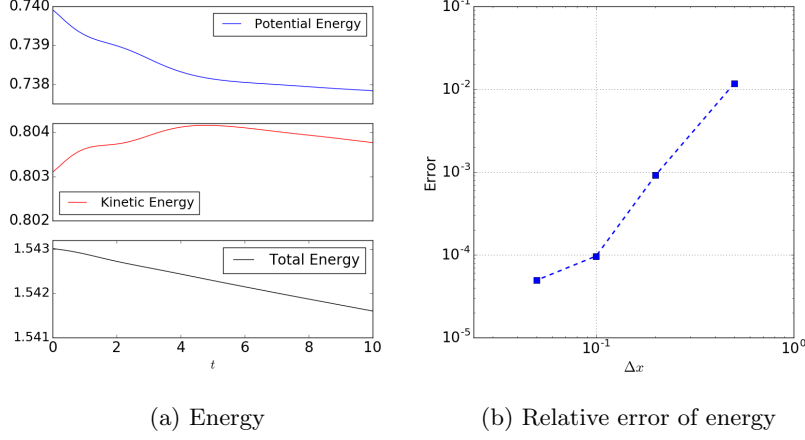 0.740
0.739
0.738
Potential Energy
0.804
0.803
0.802
Kinetic Energy
1.543
1.542
1.541
Total Energy
0 2 4 6 8 10
t
(a) Energy
10^-1
10^-2
10^-3
10^-4
10^-5
Error
10^-1 10^0
Δx
(b) Relative error of energy